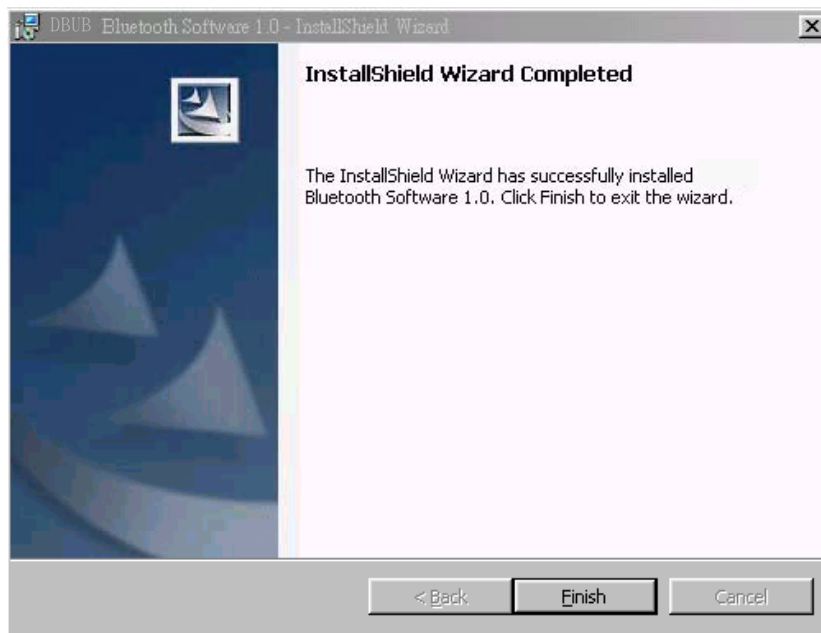 DBUB Bluetooth Software 1.0 - InstallShield Wizard
InstallShield Wizard Completed
The InstallShield Wizard has successfully installed
Bluetooth Software 1.0. Click Finish to exit the wizard.
< Back
Finish
Cancel